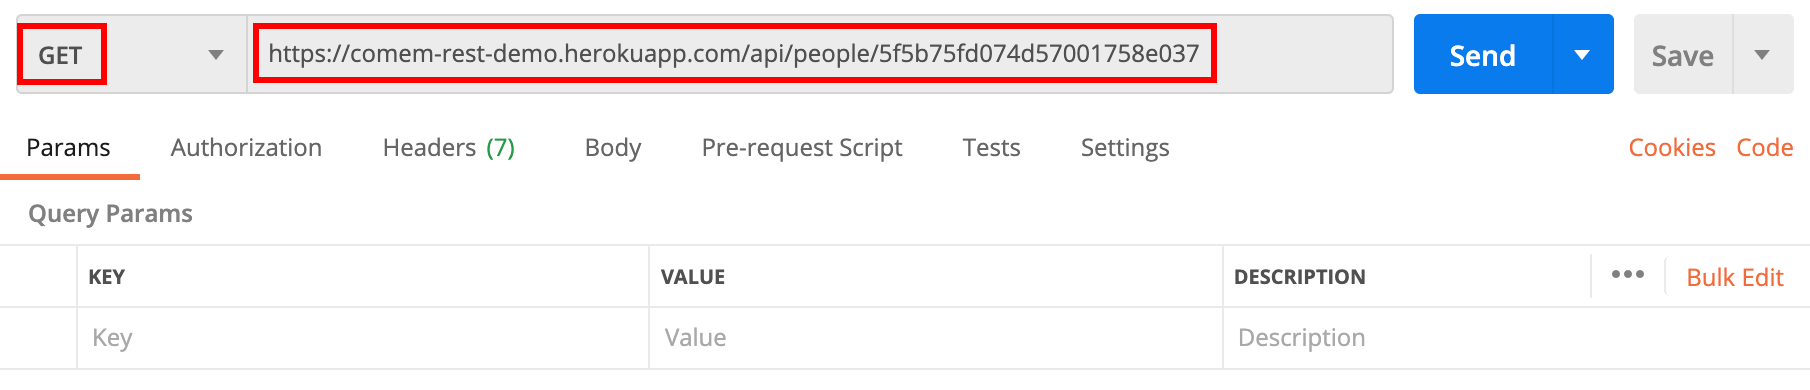 GET https://comem-rest-demo.herokuapp.com/api/people/5f5b75fd074d57001758e037 Send Save
Params Authorization Headers (7) Body Pre-request Script Tests Settings Cookies Code
Query Params
KEY VALUE DESCRIPTION ••• Bulk Edit
Key Value Description